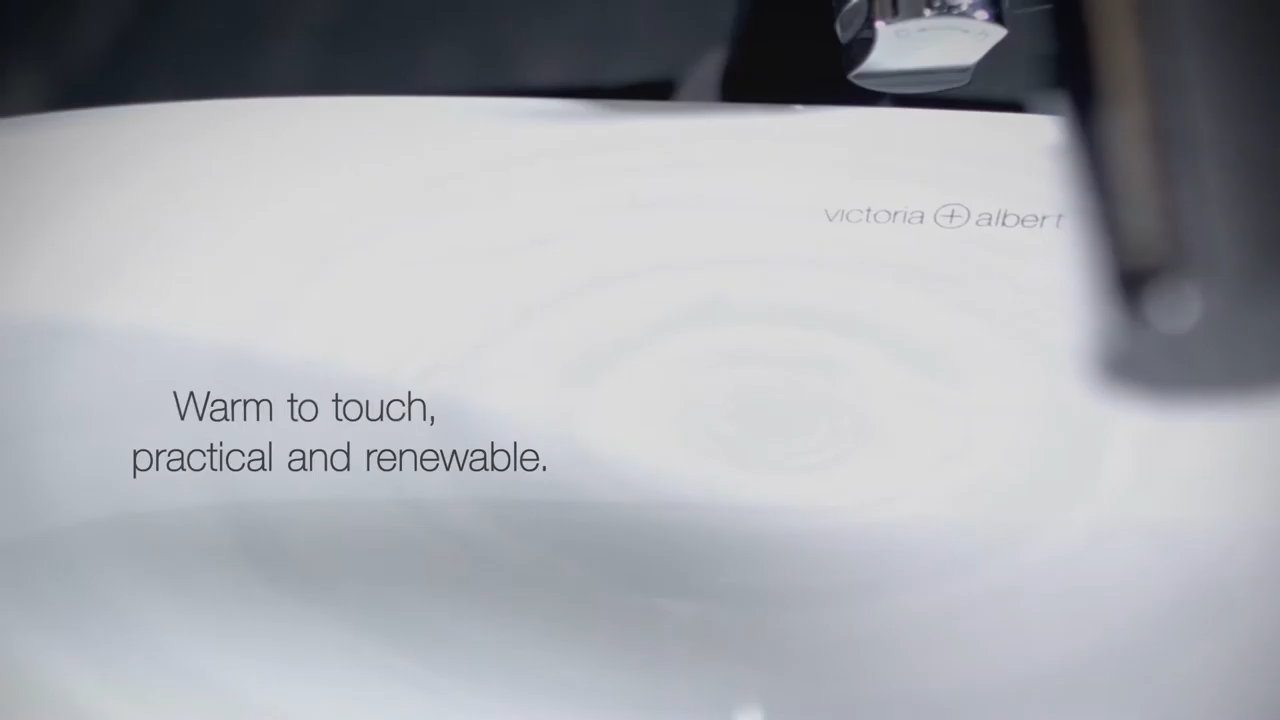 victoria + albert
Warm to touch,
practical and renewable.